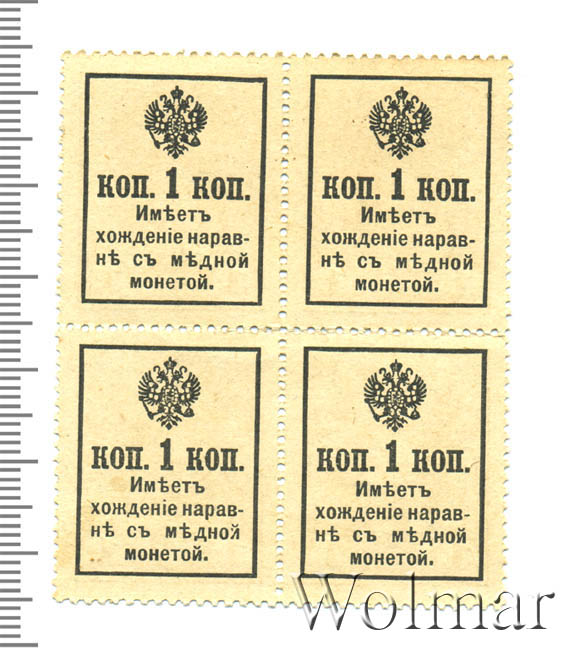 коп. 1 коп.
Имѣетъ
хожденіе нарав-
нѣ съ мѣдной
монетой.
коп. 1 коп.
Имѣетъ
хожденіе нарав-
нѣ съ мѣдной
монетой.
коп. 1 коп.
Имѣетъ
хожденіе нарав-
нѣ съ мѣдной
монетой.
коп. 1 коп.
Имѣетъ
хожденіе нарав-
нѣ съ мѣдной
монетой.
Wolmar